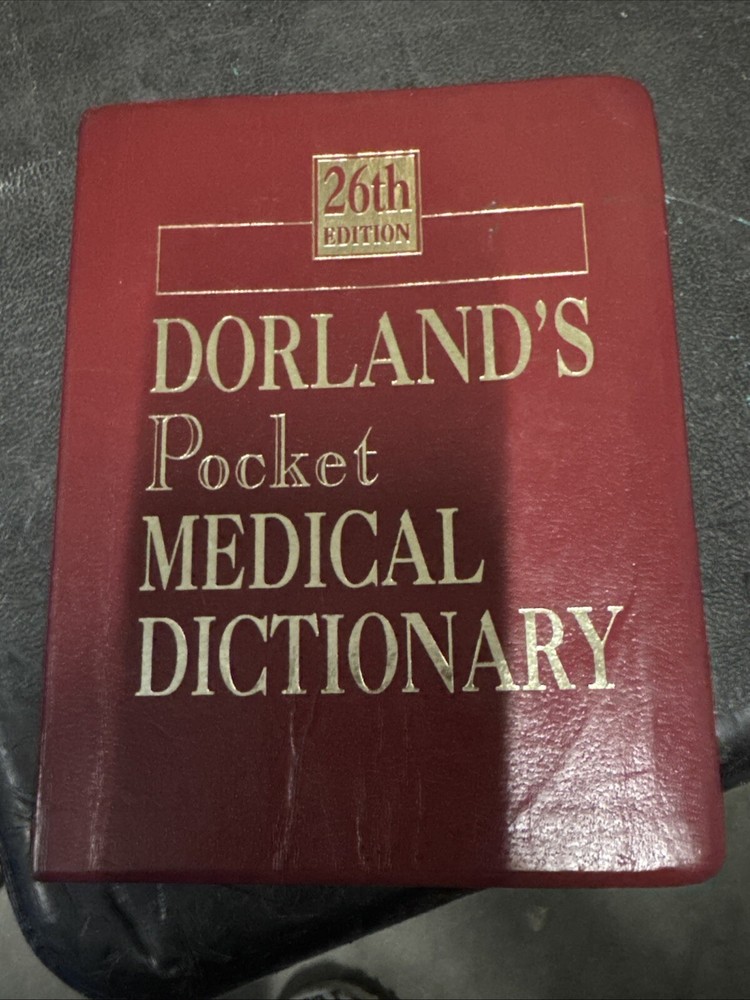 26th
EDITION
DORLAND'S
Pocket
MEDICAL
DICTIONARY